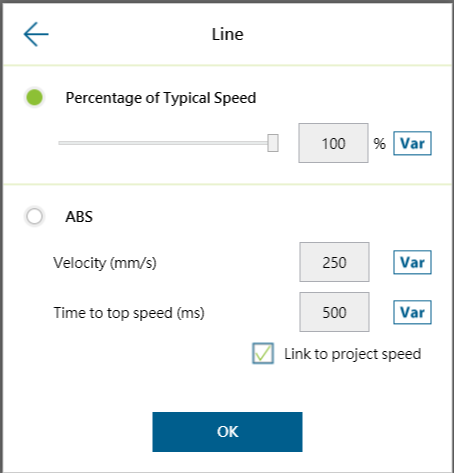 Line
Percentage of Typical Speed
100 % Var
ABS
Velocity (mm/s) 250 Var
Time to top speed (ms) 500 Var
Link to project speed
OK